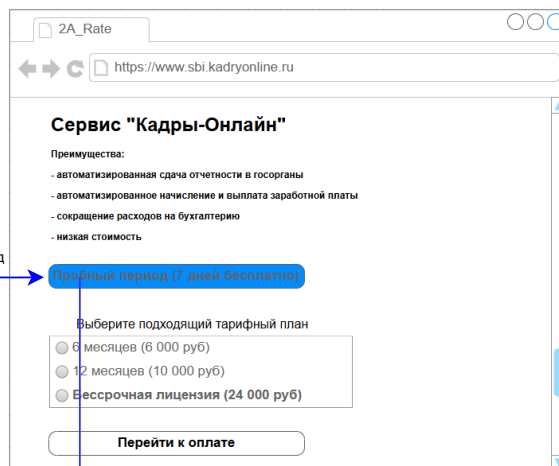 2A_Rate
https://www.sbi.kadryonline.ru
Сервис "Кадры-Онлайн"
Преимущества:
- автоматизированная сдача отчетности в госорганы
- автоматизированное начисление и выплата заработной платы
- сокращение расходов на бухгалтерию
- низкая стоимость
Пробный период (7 дней бесплатно)
Выберите подходящий тарифный план
6 месяцев (6 000 руб)
12 месяцев (10 000 руб)
Бессрочная лицензия (24 000 руб)
Перейти к оплате